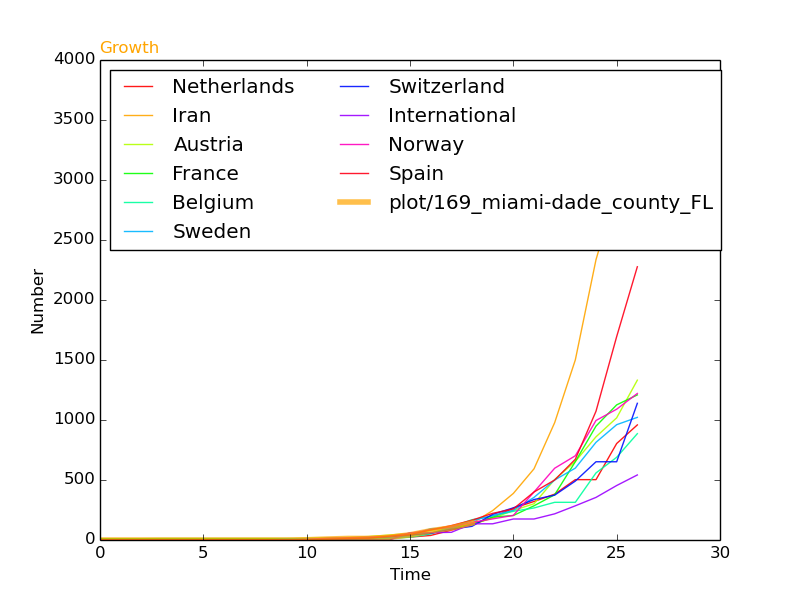 Growth
4000
3500
3000
2500
2000
1500
1000
500
0
Number
Netherlands
Iran
Austria
France
Belgium
Sweden
Switzerland
International
Norway
Spain
plot/169_miami-dade_county_FL
0 5 10 15 20 25 30
Time